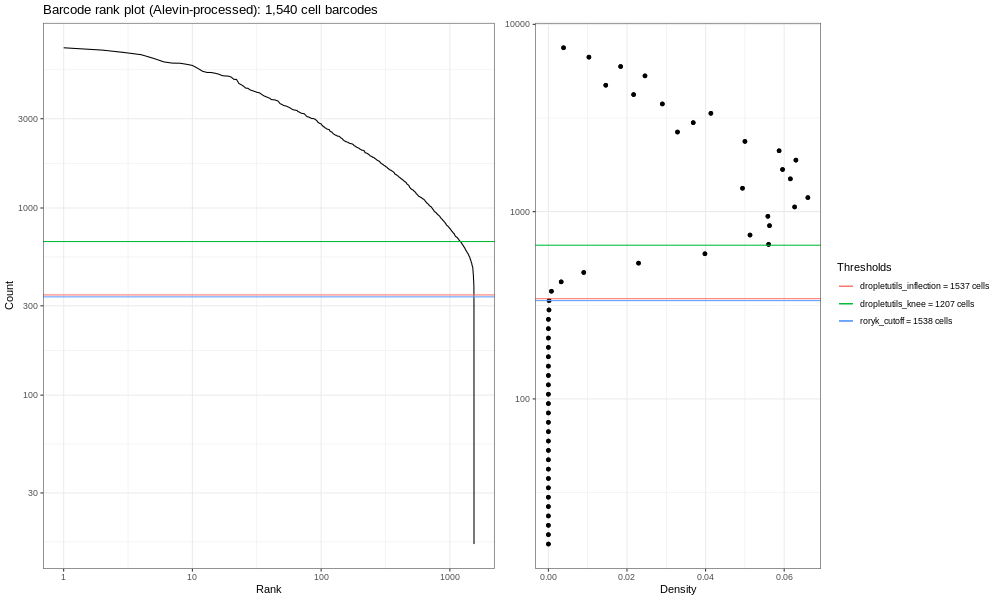 Barcode rank plot (Alevin-processed): 1,540 cell barcodes
Count
3000
1000
300
100
30
1
10
100
1000
Rank
10000
1000
100
0.00
0.02
0.04
0.06
Density
Thresholds
dropletutils_inflection = 1537 cells
dropletutils_knee = 1207 cells
roryk_cutoff = 1538 cells